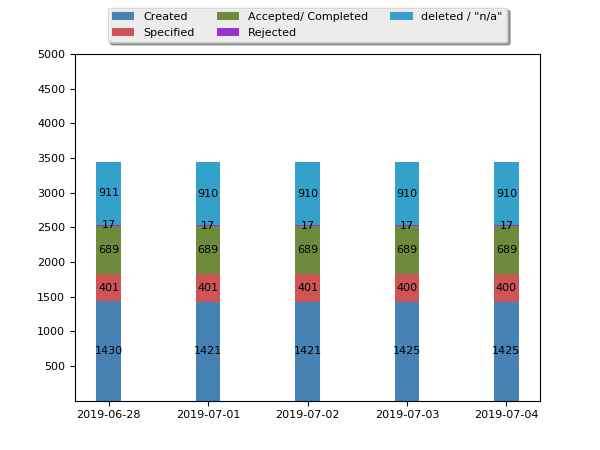 Created Accepted/ Completed deleted / "n/a"
Specified Rejected
5000
4500
4000
3500
3000
2500
2000
1500
1000
500
911 910 910 910 910
17 17 17 17 17
689 689 689 689 689
401 401 401 400 400
1430 1421 1421 1425 1425
2019-06-28 2019-07-01 2019-07-02 2019-07-03 2019-07-04